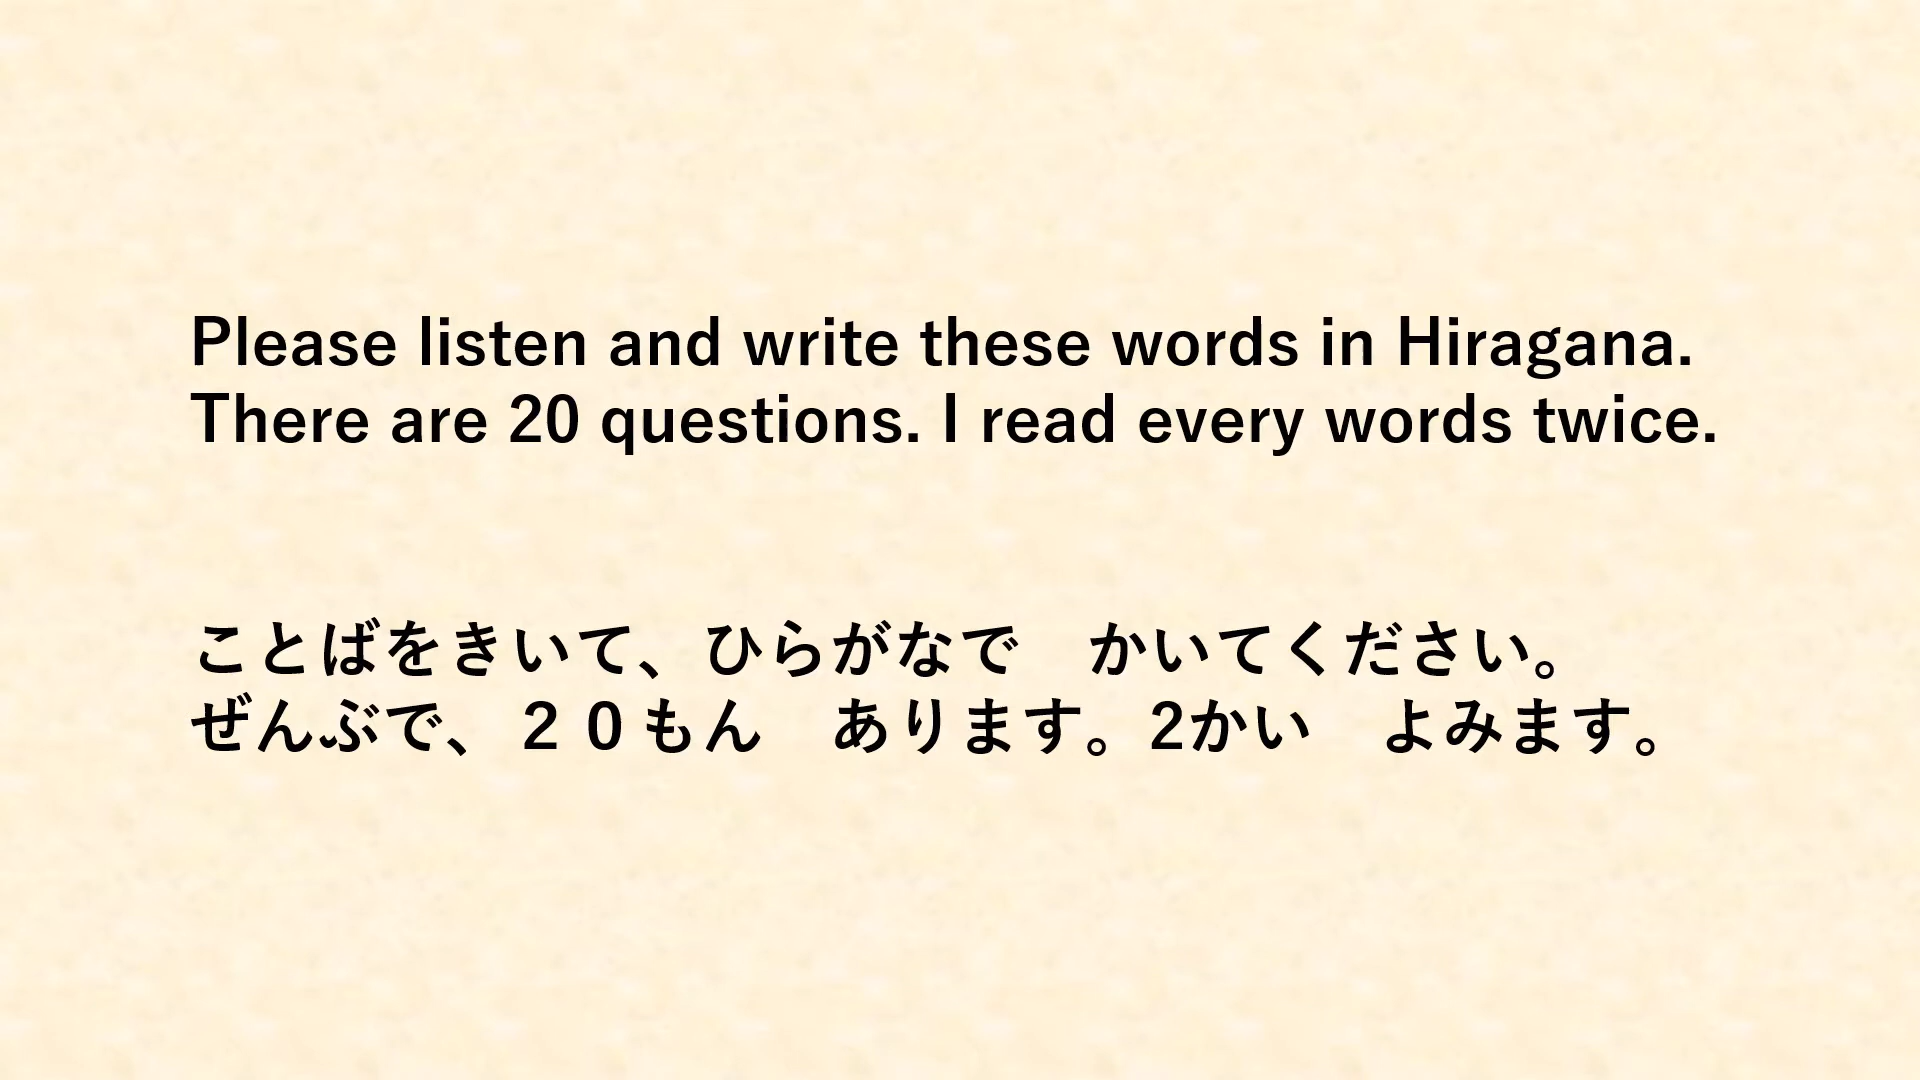 Please listen and write these words in Hiragana.
There are 20 questions. I read every words twice.
ことばをきいて、ひらがなで　かいてください。
ぜんぶで、２０もん　あります。2かい　よみます。